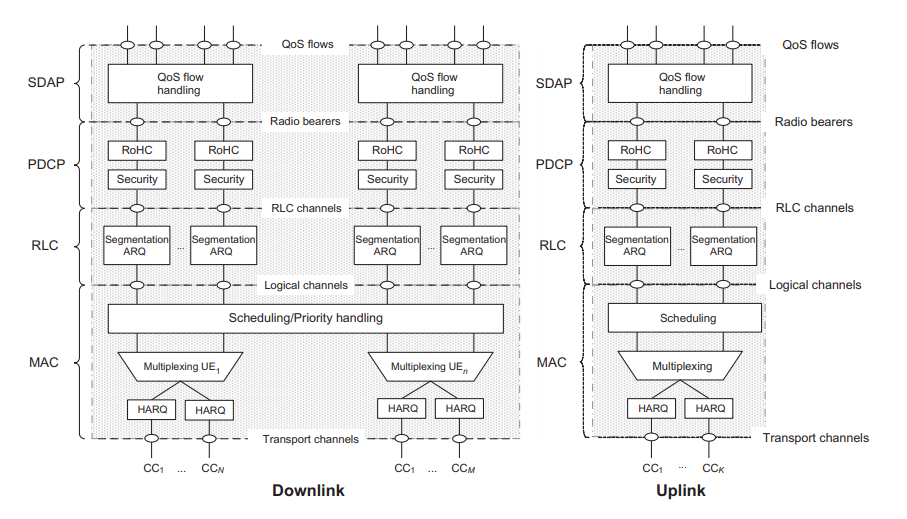 QoS flows QoS flows
SDAP QoS flow handling QoS flow handling SDAP QoS flow handling
Radio bearers Radio bearers
PDCP RoHC RoHC RoHC RoHC PDCP RoHC RoHC
Security Security Security Security Security Security
RLC channels RLC channels
RLC Segmentation ARQ ... Segmentation ARQ Segmentation ARQ ... Segmentation ARQ RLC Segmentation ARQ ... Segmentation ARQ
Logical channels Logical channels
Scheduling/Priority handling Scheduling
MAC Multiplexing UE1 Multiplexing UEn MAC Multiplexing
HARQ HARQ HARQ HARQ HARQ HARQ
Transport channels Transport channels
CC1 ... CCN CC1 ... CCM CC1 ... CCK
Downlink Uplink